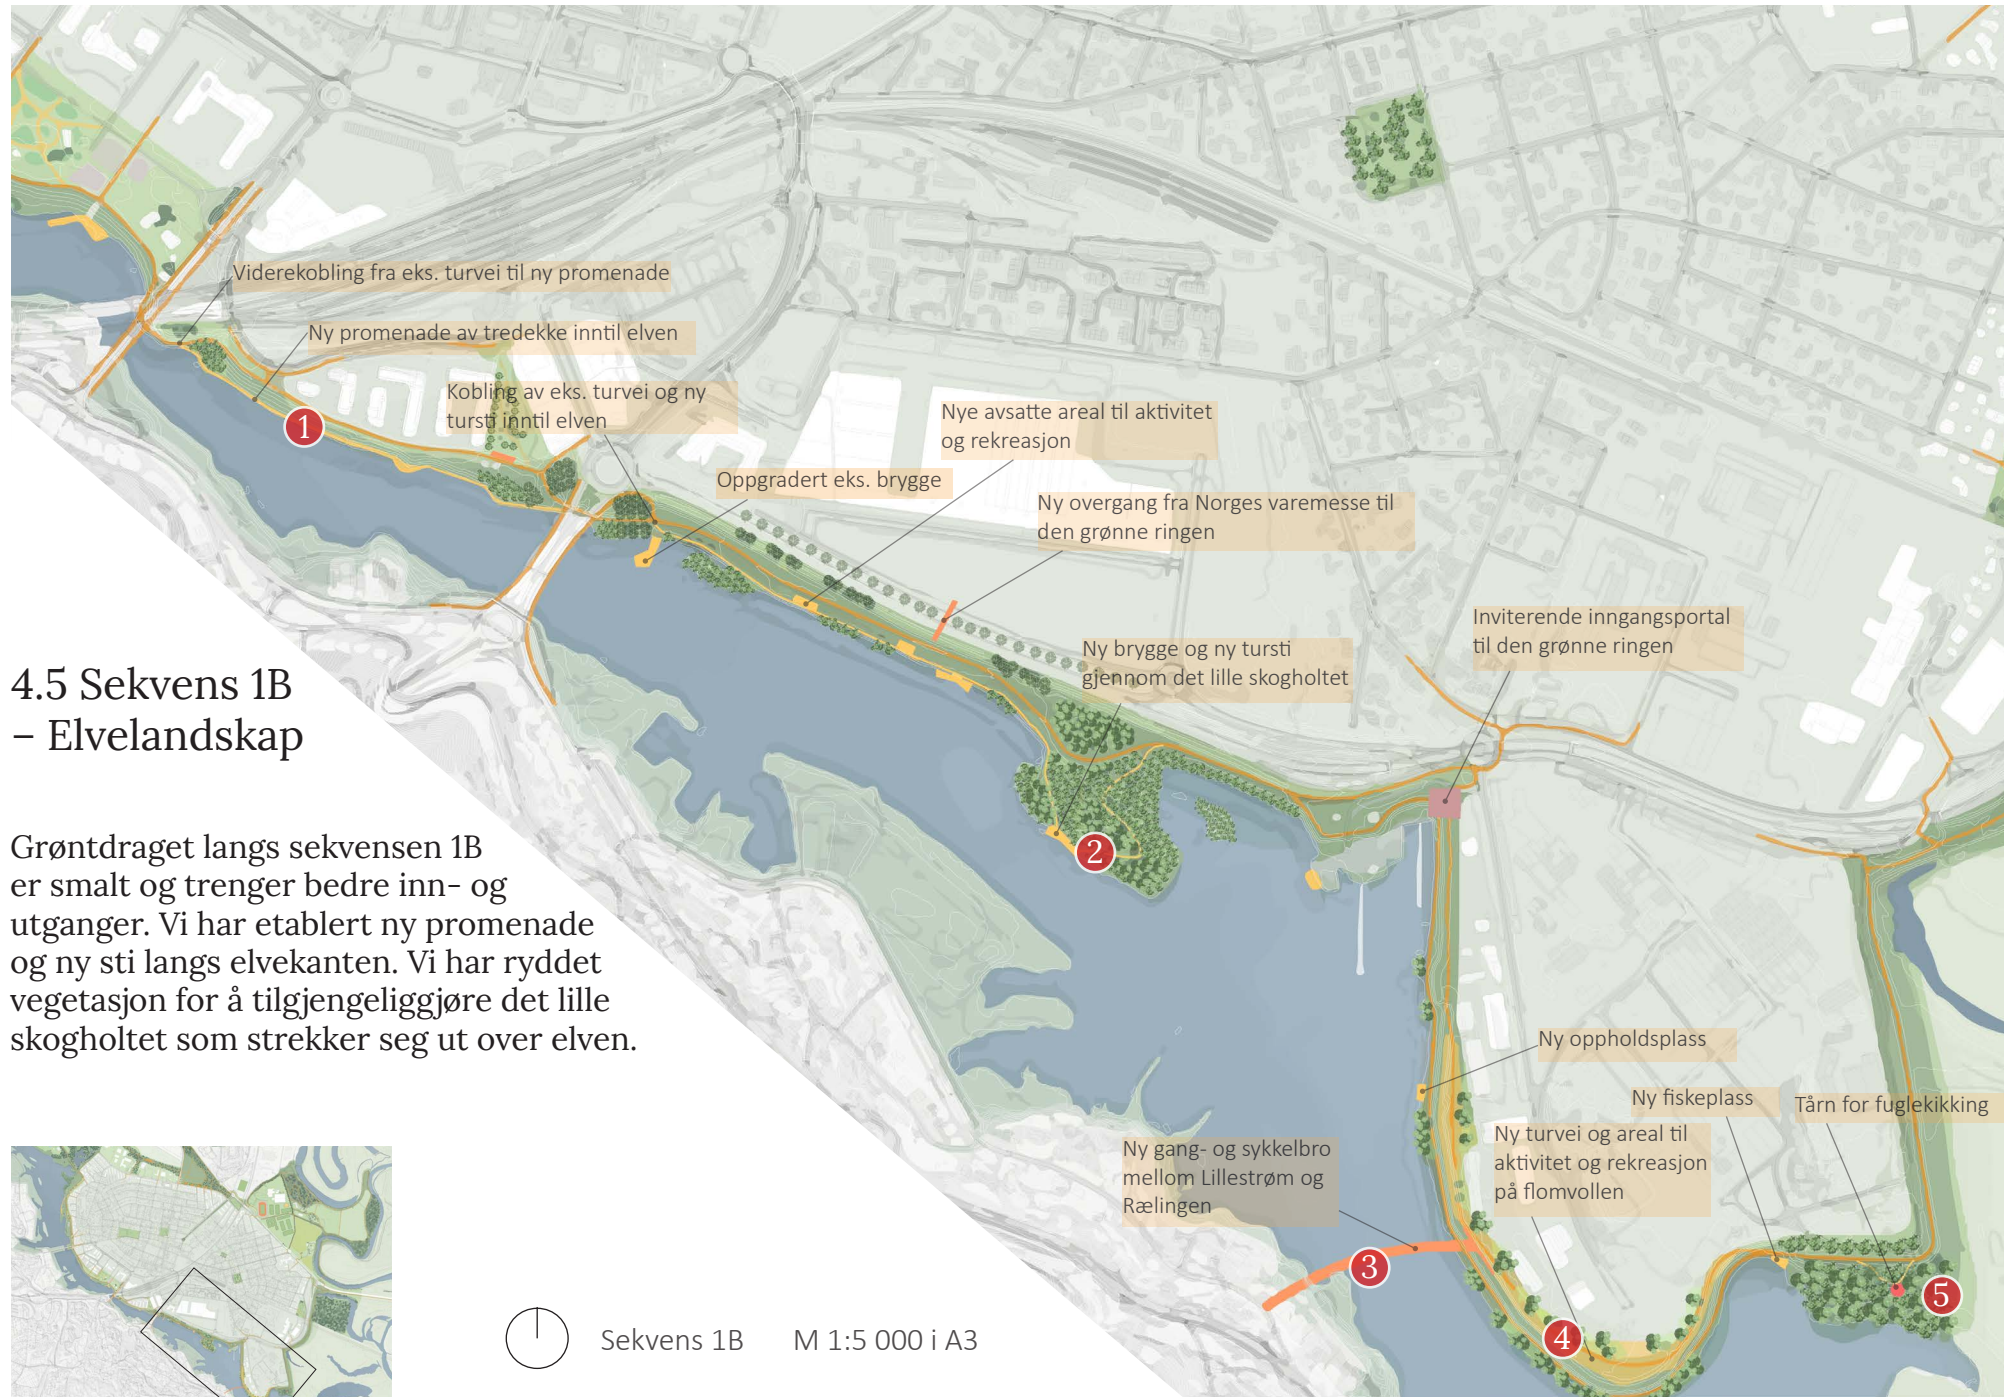 Viderekobling fra eks. turvei til ny promenade
Ny promenade av tredekke inntil elven
Kobling av eks. turvei og ny
tursti inntil elven
1
Oppgradert eks. brygge
Nye avsatte areal til aktivitet
og rekreasjon
Ny overgang fra Norges varemesse til
den grønne ringen
Ny brygge og ny tursti
gjennom det lille skogholtet
Inviterende inngangsportal
til den grønne ringen
2
4.5 Sekvens 1B
– Elvelandskap
Grøntdraget langs sekvensen 1B
er smalt og trenger bedre inn- og
utganger. Vi har etablert ny promenade
og ny sti langs elvekanten. Vi har ryddet
vegetasjon for å tilgjengeliggjøre det lille
skogholtet som strekker seg ut over elven.
Ny oppholdsplass
Ny fiskeplass
Tårn for fuglekikking
Ny turvei og areal til
aktivitet og rekreasjon
på flomvollen
Ny gang- og sykkelbro
mellom Lillestrøm og
Rælingen
3
4
5
Sekvens 1B M 1:5 000 i A3